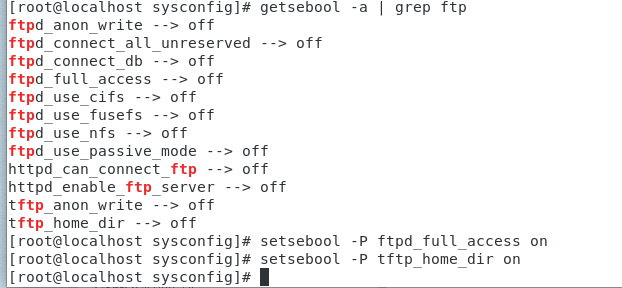 [root@localhost sysconfig]# getsebool -a | grep ftp
ftpd_anon_write --> off
ftpd_connect_all_unreserved --> off
ftpd_connect_db --> off
ftpd_full_access --> off
ftpd_use_cifs --> off
ftpd_use_fusefs --> off
ftpd_use_nfs --> off
ftpd_use_passive_mode --> off
httpd_can_connect_ftp --> off
httpd_enable_ftp_server --> off
tftp_anon_write --> off
tftp_home_dir --> off
[root@localhost sysconfig]# setsebool -P ftpd_full_access on
[root@localhost sysconfig]# setsebool -P tftp_home_dir on
[root@localhost sysconfig]#